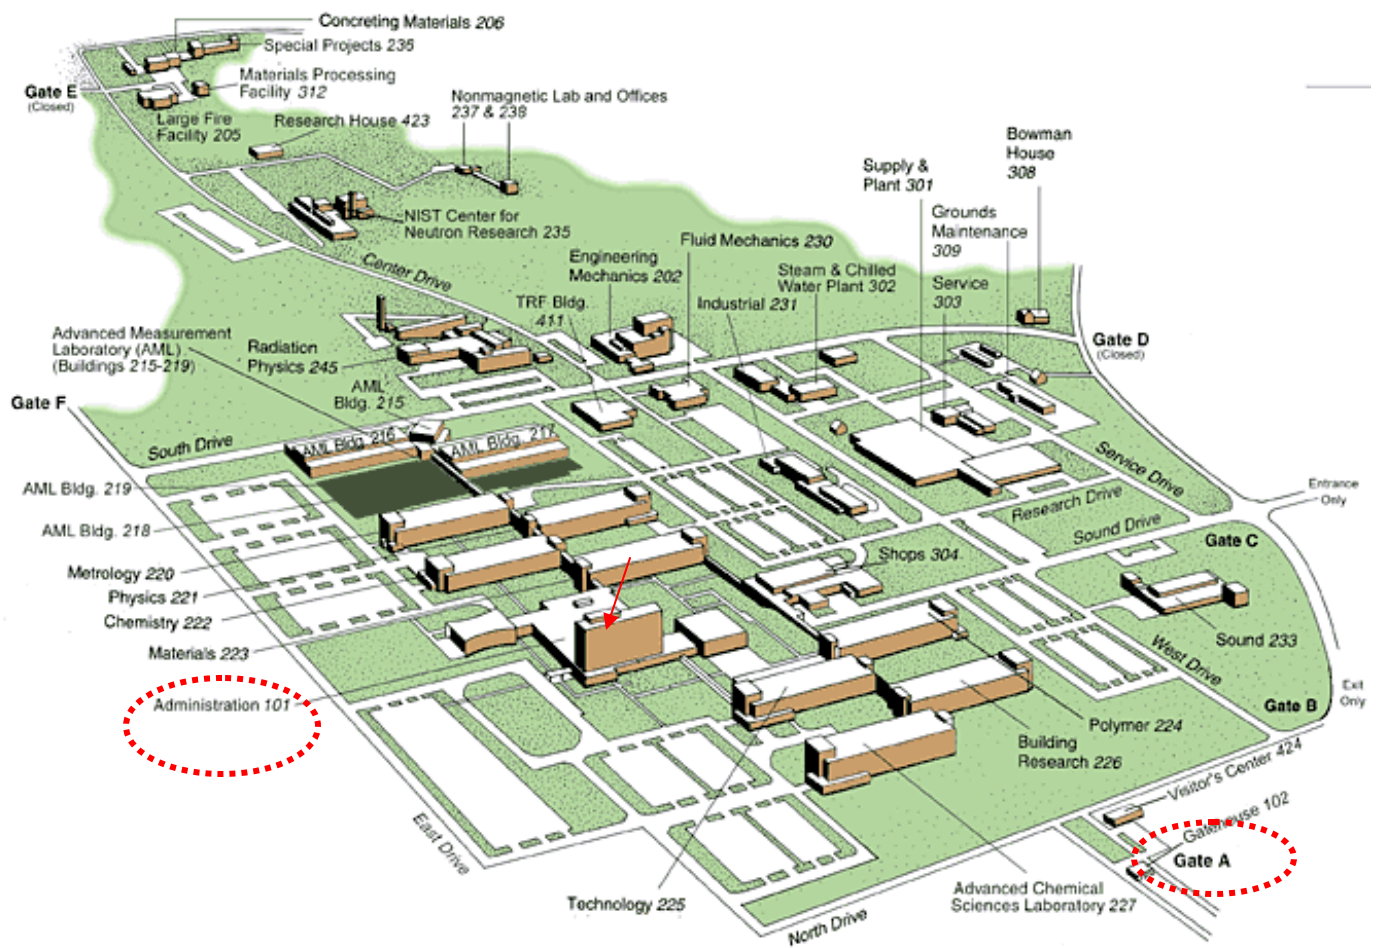 Concreting Materials 206
Special Projects 236
Gate E
(Closed)
Materials Processing
Facility 312
Large Fire
Facility 205
Research House 423
Nonmagnetic Lab and Offices
237 & 238
Bowman
House
308
Supply &
Plant 301
Grounds
Maintenance
309
NIST Center for
Neutron Research 235
Engineering
Mechanics 202
Fluid Mechanics 230
Steam & Chilled
Water Plant 302
Service
303
Center Drive
TRF Bldg.
411
Industrial 231
Advanced Measurement
Laboratory (AML)
(Buildings 215-219)
Radiation
Physics 245
AML
Bldg. 215
Gate D
(Closed)
Gate F
South Drive
AML Bldg. 216
AML Bldg. 217
Service Drive
AML Bldg. 219
AML Bldg. 218
Research Drive
Sound Drive
Entrance
Only
Gate C
Metrology 220
Physics 221
Chemistry 222
Materials 223
Shops 304
Sound 233
West Drive
Administration 101
Exit
Only
Gate B
Polymer 224
Building
Research 226
Visitor's Center 424
Gatehouse 102
Gate A
East Drive
Technology 225
Advanced Chemical
Sciences Laboratory 227
North Drive